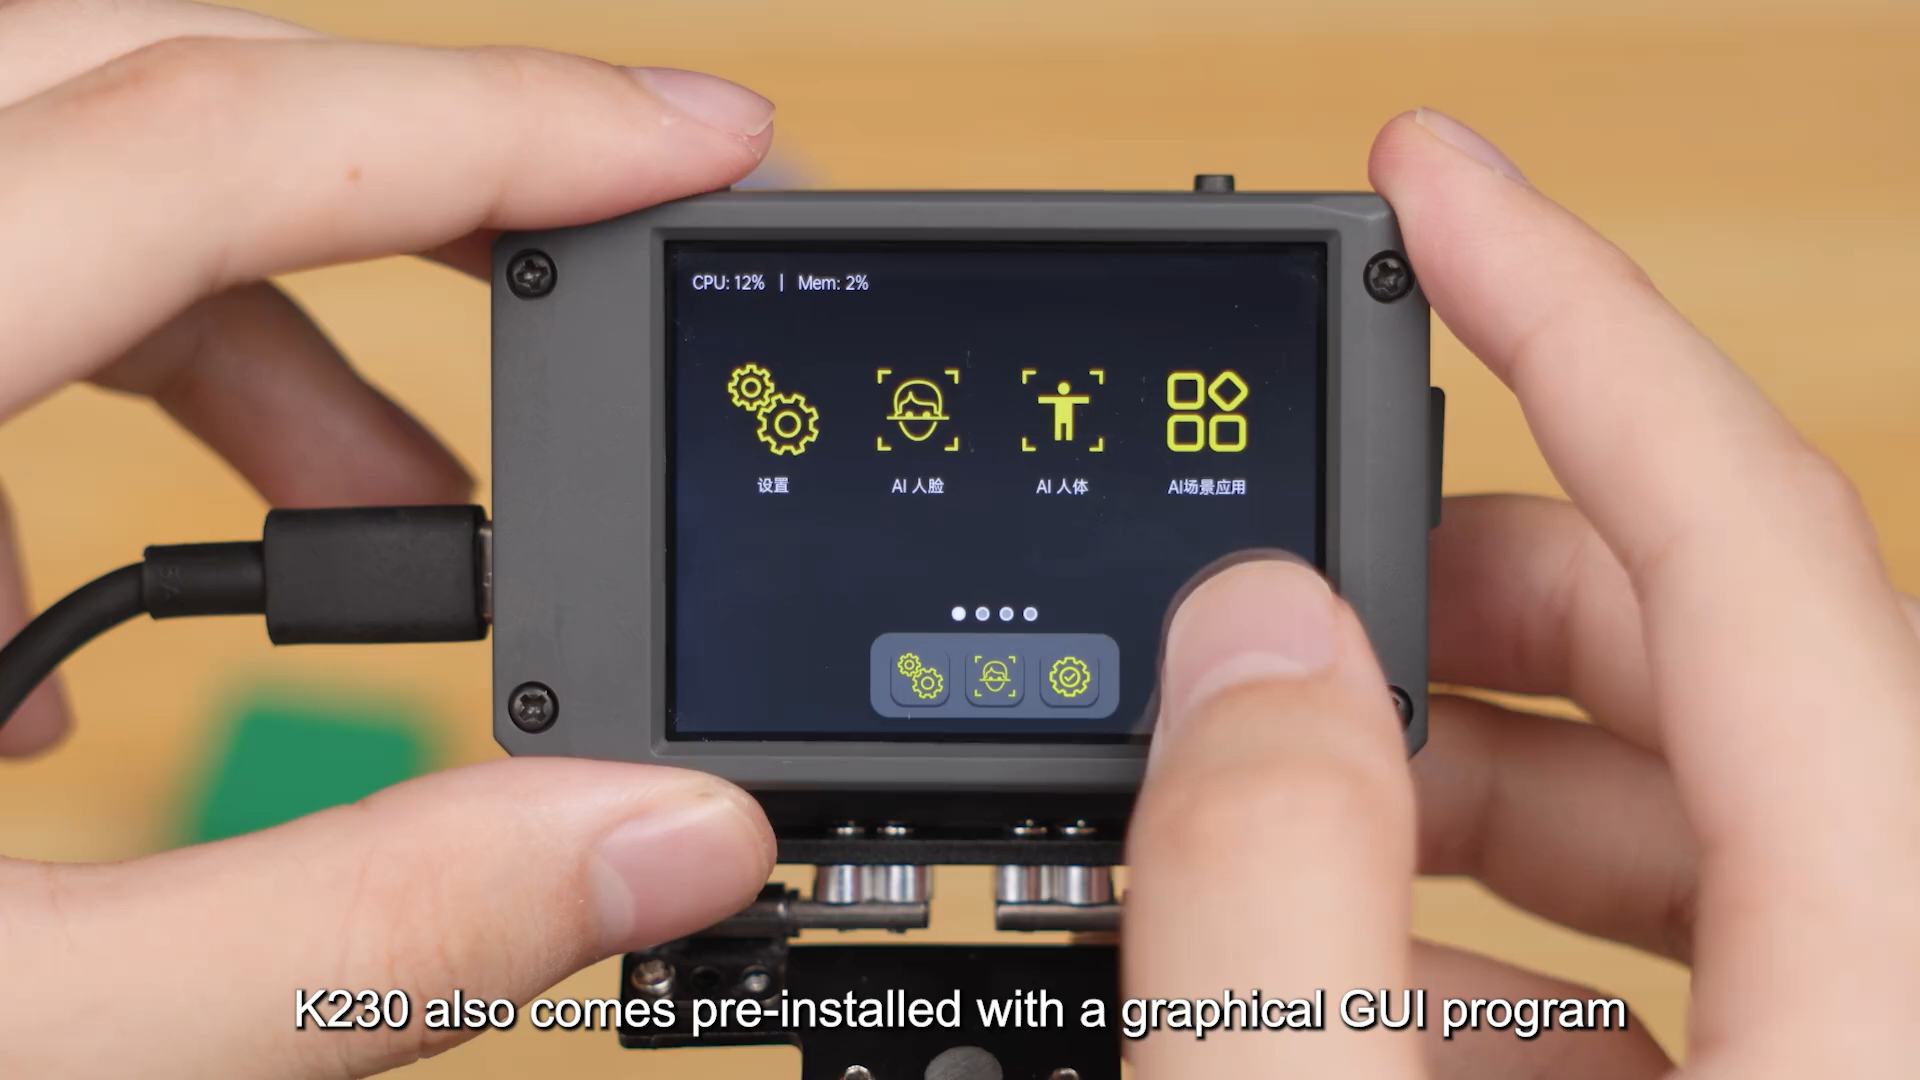 CPU: 12% | Mem: 2%
设置
AI 人脸
AI 人体
AI场景应用
K230 also comes pre-installed with a graphical GUI program